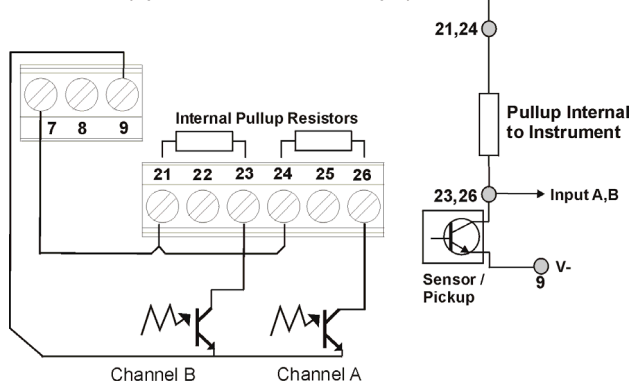 21,24
Pullup Internal
to Instrument
7 8 9
Internal Pullup Resistors
21 22 23 24 25 26
23,26
Input A,B
Sensor /
Pickup
V-
9
Channel B
Channel A